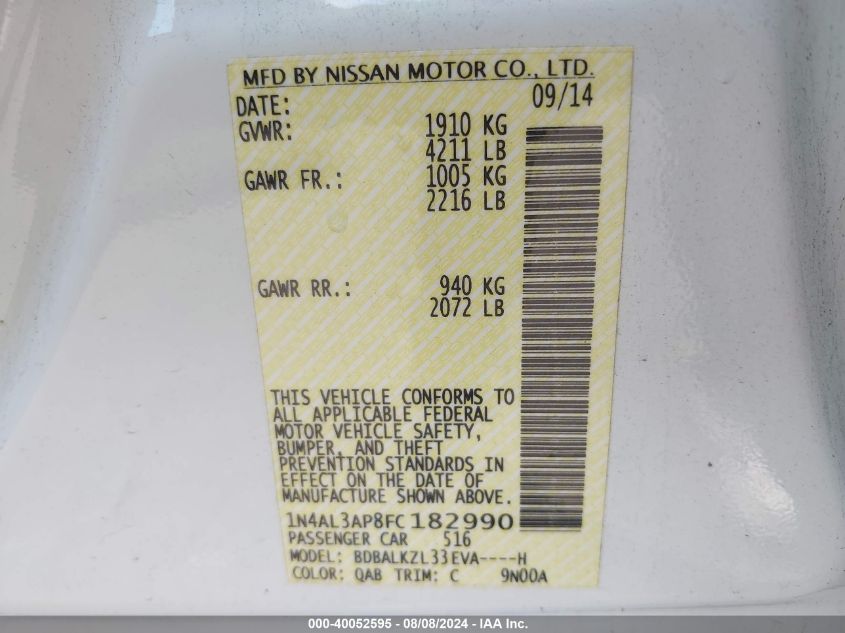 MFD BY NISSAN MOTOR CO., LTD.
DATE: 09/14
GVWR: 1910 KG
4211 LB
GAWR FR.: 1005 KG
2216 LB
GAWR RR.: 940 KG
2072 LB
THIS VEHICLE CONFORMS TO
ALL APPLICABLE FEDERAL
MOTOR VEHICLE SAFETY,
BUMPER, AND THEFT
PREVENTION STANDARDS IN
EFFECT ON THE DATE OF
MANUFACTURE SHOWN ABOVE.
1N4AL3AP8FC182990
PASSENGER CAR 516
MODEL: BDBALKZL33EVA----H
COLOR: QAB TRIM: C 9N00A
000-40052595 - 08/08/2024 - IAA Inc.